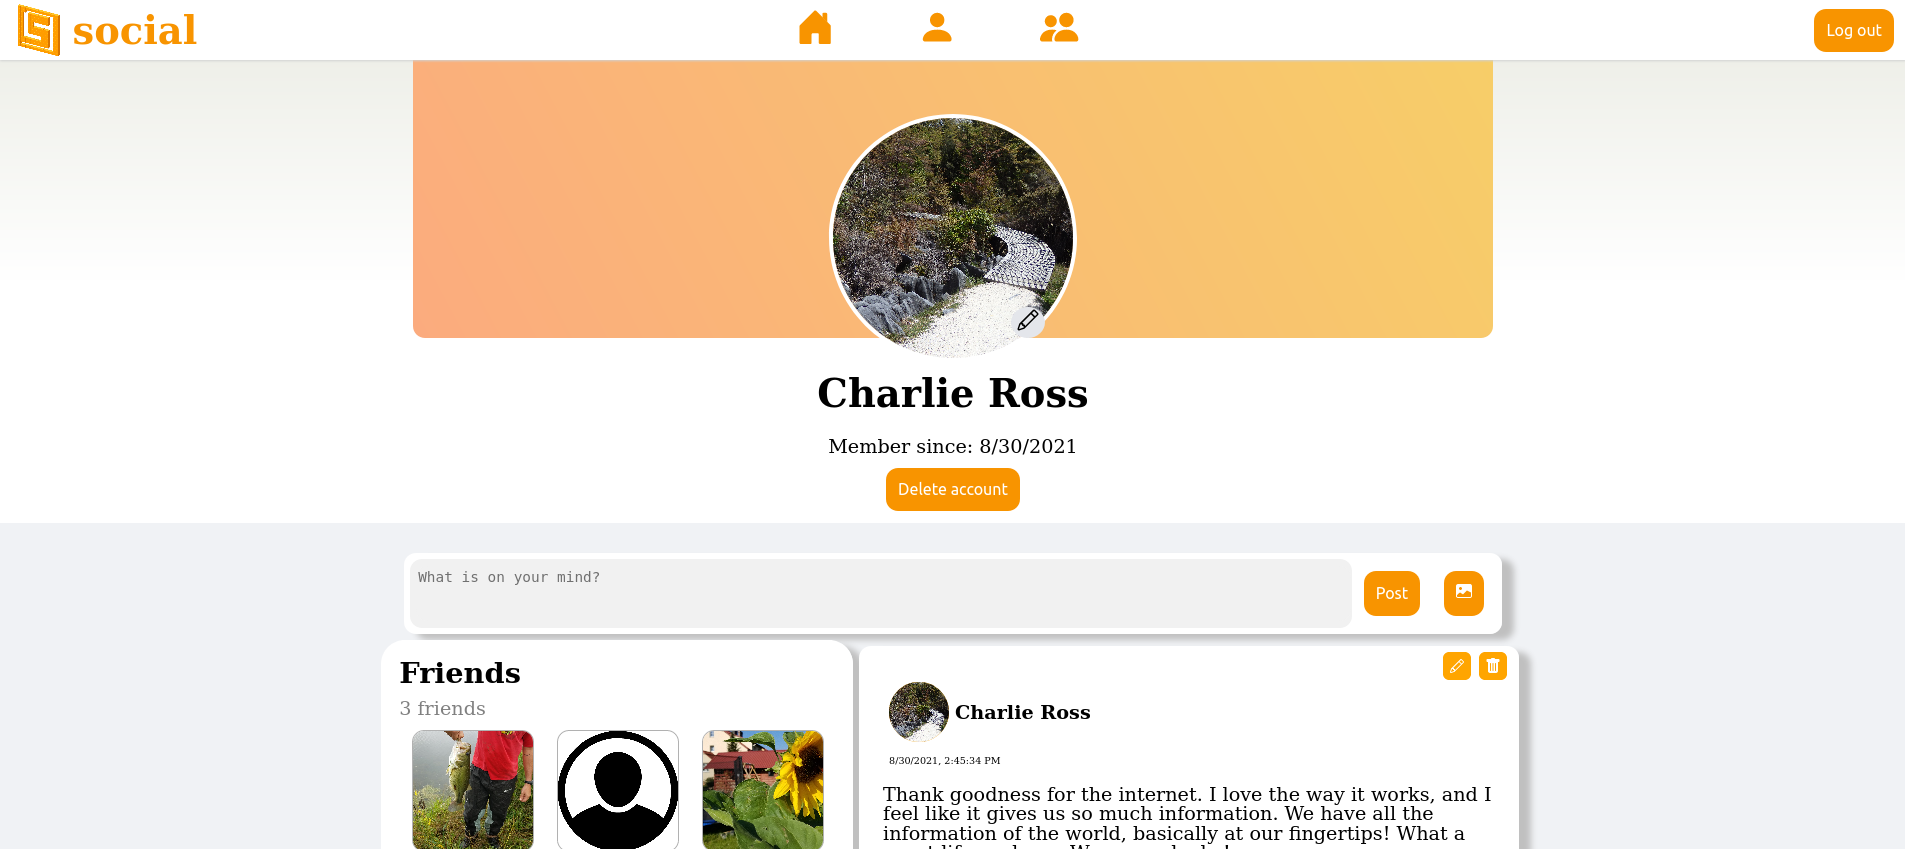 social
Log out
Charlie Ross
Member since: 8/30/2021
Delete account
What is on your mind?
Post
Friends
3 friends
Charlie Ross
8/30/2021, 2:45:34 PM
Thank goodness for the internet. I love the way it works, and I
feel like it gives us so much information. We have all the
information of the world, basically at our fingertips! What a